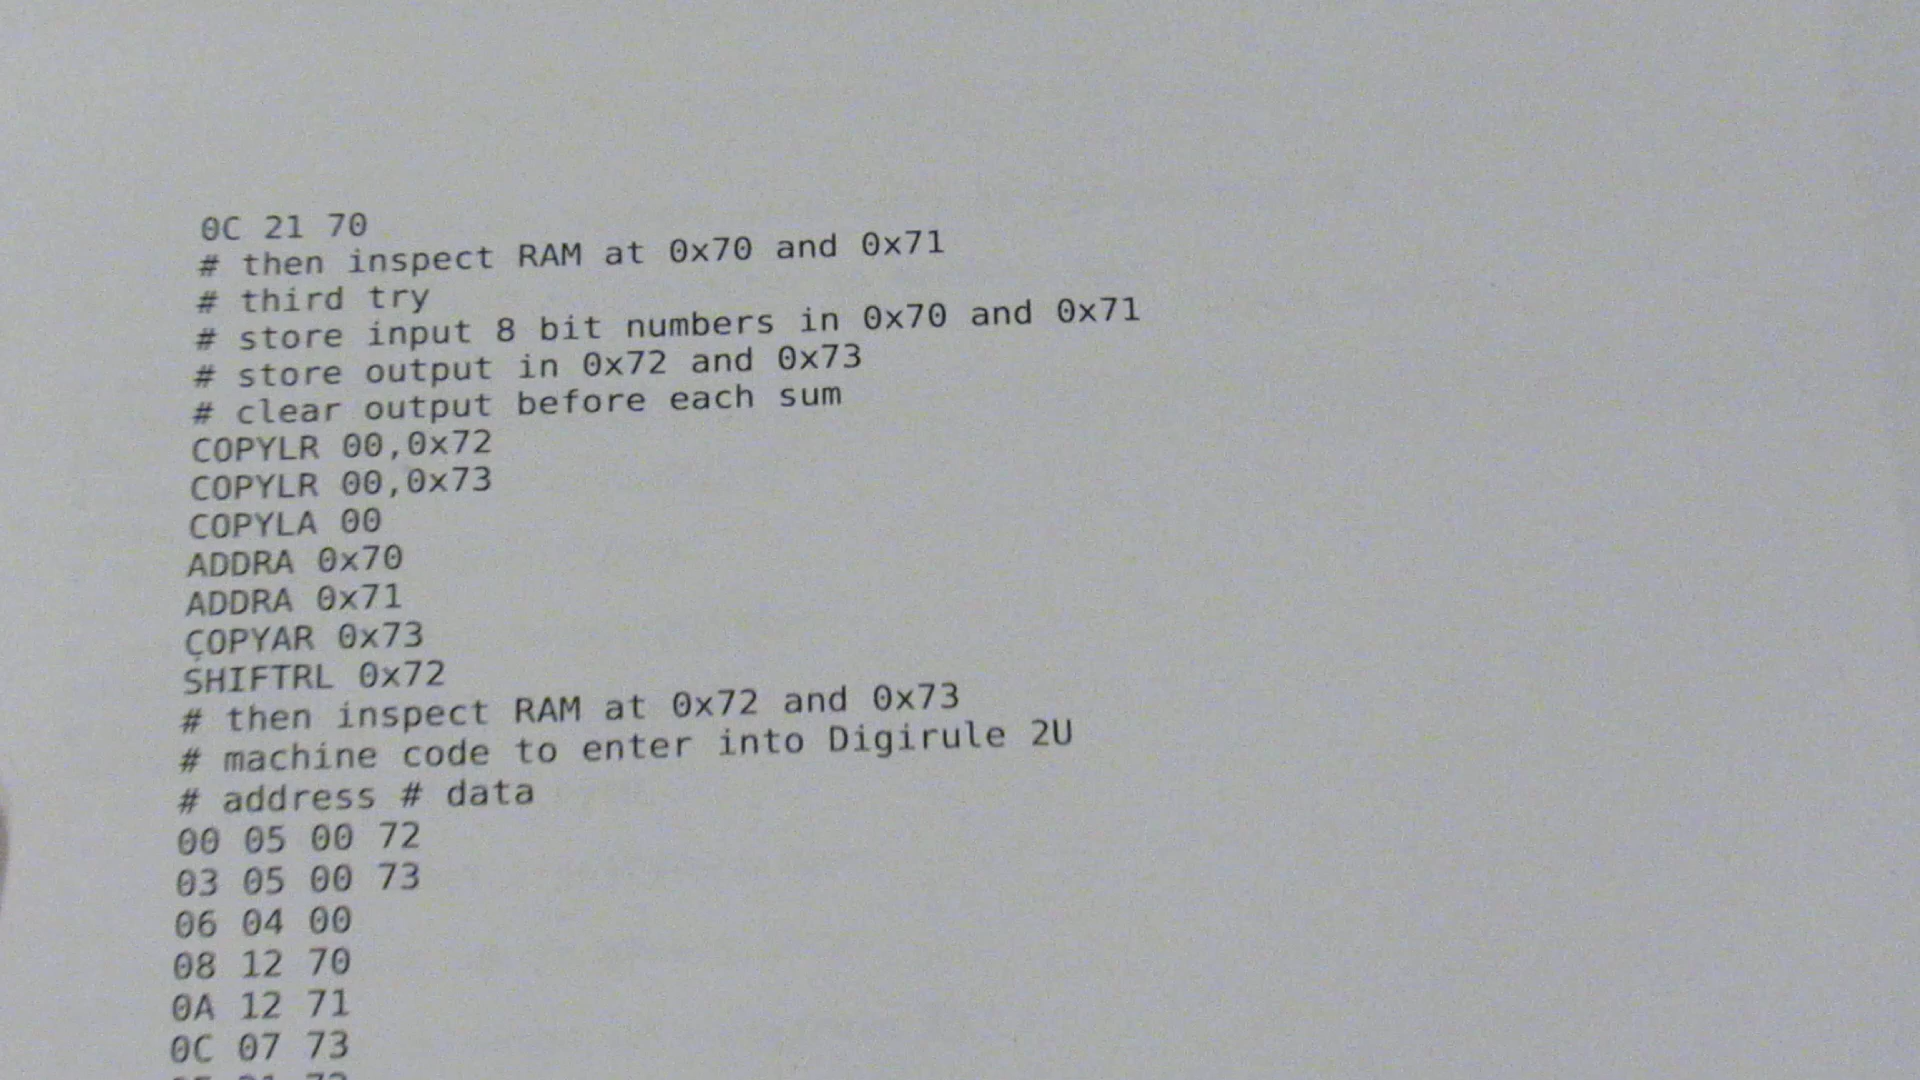 0C 21 70
# then inspect RAM at 0x70 and 0x71
# third try
# store input 8 bit numbers in 0x70 and 0x71
# store output in 0x72 and 0x73
# clear output before each sum
COPYLR 00,0x72
COPYLR 00,0x73
COPYLA 00
ADDRA 0x70
ADDRA 0x71
COPYAR 0x73
SHIFTRL 0x72
# then inspect RAM at 0x72 and 0x73
# machine code to enter into Digirule 2U
# address # data
00 05 00 72
03 05 00 73
06 04 00
08 12 70
0A 12 71
0C 07 73